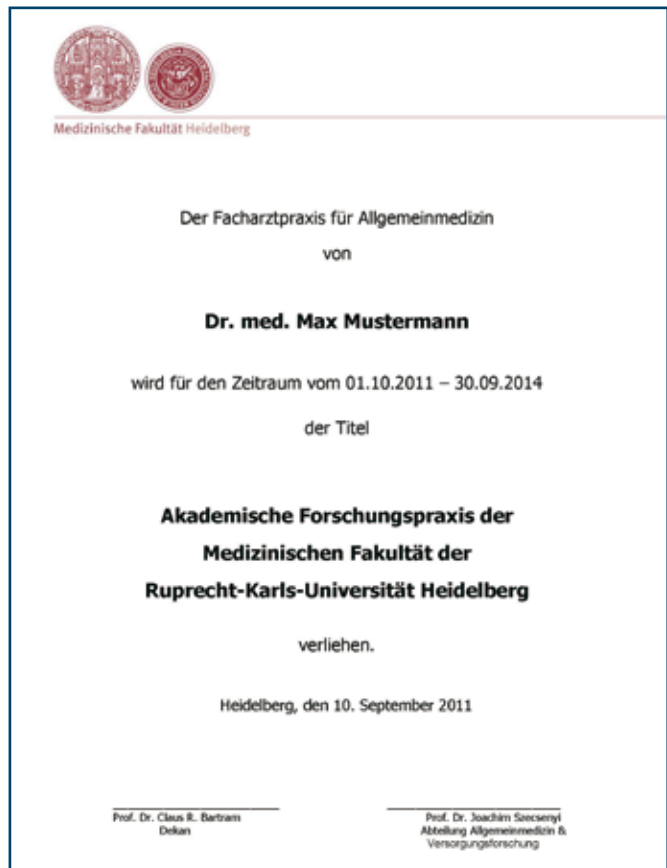 Medizinische Fakultät Heidelberg
Der Facharztpraxis für Allgemeinmedizin
von
Dr. med. Max Mustermann
wird für den Zeitraum vom 01.10.2011 – 30.09.2014
der Titel
Akademische Forschungspraxis der
Medizinischen Fakultät der
Ruprecht-Karls-Universität Heidelberg
verliehen.
Heidelberg, den 10. September 2011
Prof. Dr. Claus R. Bartram
Dekan
Prof. Dr. Joachim Szecsenyi
Abteilung Allgemeinmedizin &
Versorgungsforschung